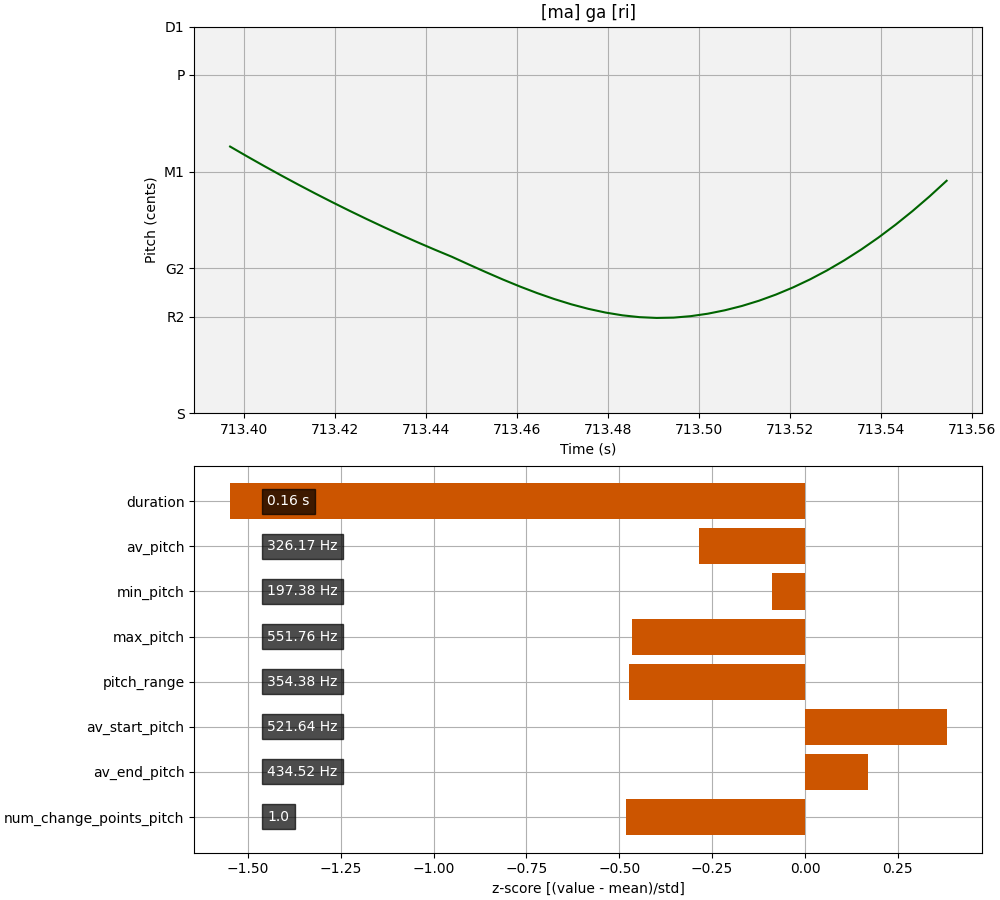 [ma] ga [ri]
D1
P
M1
G2
R2
S
Pitch (cents)
713.40 713.42 713.44 713.46 713.48 713.50 713.52 713.54 713.56
Time (s)
duration 0.16 s
av_pitch 326.17 Hz
min_pitch 197.38 Hz
max_pitch 551.76 Hz
pitch_range 354.38 Hz
av_start_pitch 521.64 Hz
av_end_pitch 434.52 Hz
num_change_points_pitch 1.0
−1.50 −1.25 −1.00 −0.75 −0.50 −0.25 0.00 0.25
z-score [(value - mean)/std]